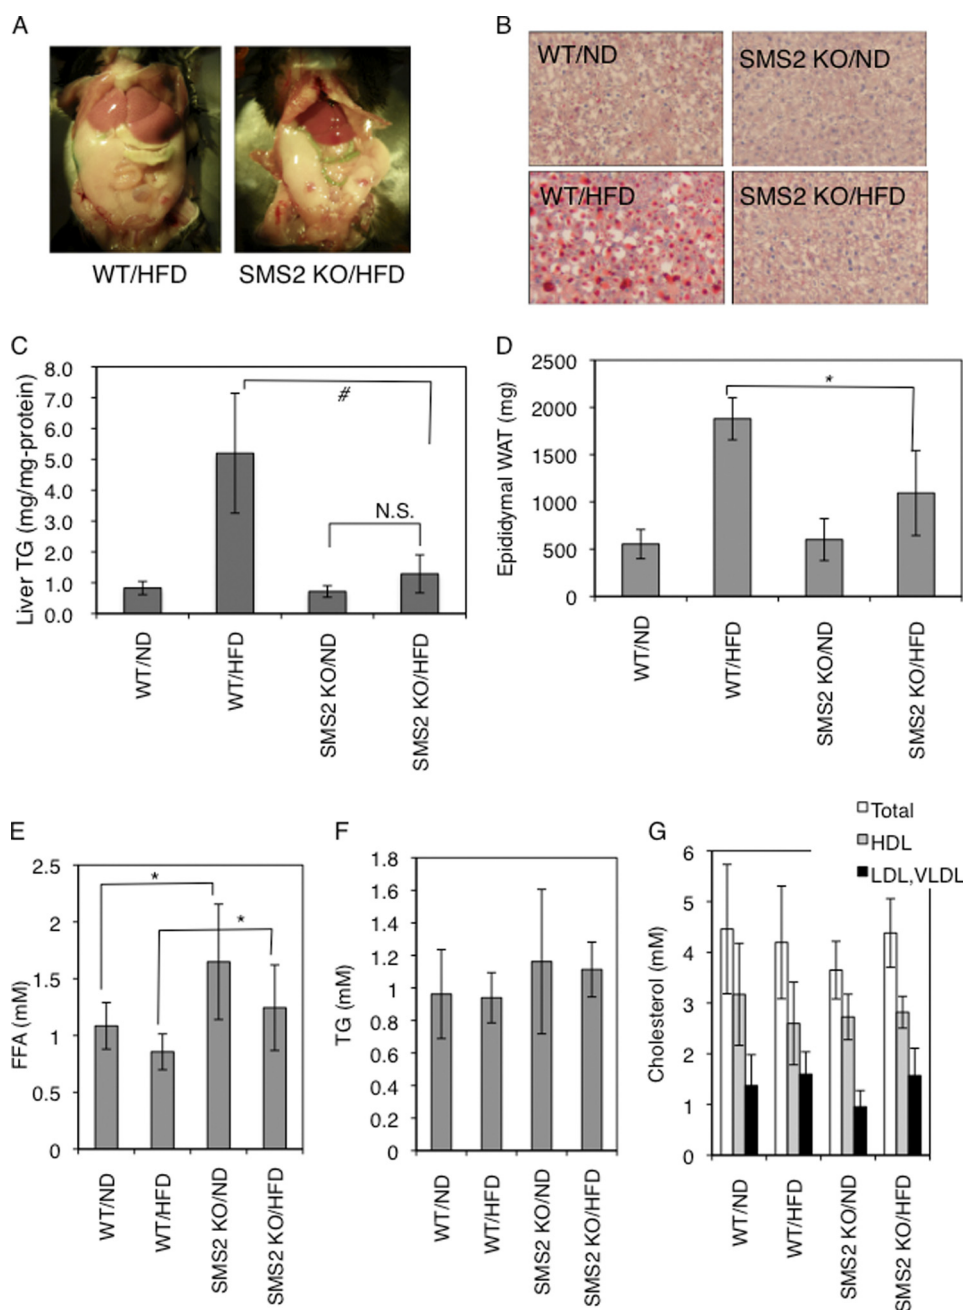 A
B
WT/ND
SMS2 KO/ND
WT/HFD
SMS2 KO/HFD
WT/HFD
SMS2 KO/HFD
C
Liver TG (mg/mg-protein)
8.0
7.0
6.0
5.0
4.0
3.0
2.0
1.0
0.0
#
N.S.
WT/ND
WT/HFD
SMS2 KO/ND
SMS2 KO/HFD
D
Epididymal WAT (mg)
2500
2000
1500
1000
500
0
*
WT/ND
WT/HFD
SMS2 KO/ND
SMS2 KO/HFD
E
FFA (mM)
2.5
2
1.5
1
0.5
0
*
*
WT/ND
WT/HFD
SMS2 KO/ND
SMS2 KO/HFD
F
TG (mM)
1.8
1.6
1.4
1.2
1
0.8
0.6
0.4
0.2
0
WT/ND
WT/HFD
SMS2 KO/ND
SMS2 KO/HFD
G
Total
HDL
LDL,VLDL
Cholesterol (mM)
6
5
4
3
2
1
0
WT/ND
WT/HFD
SMS2 KO/ND
SMS2 KO/HFD